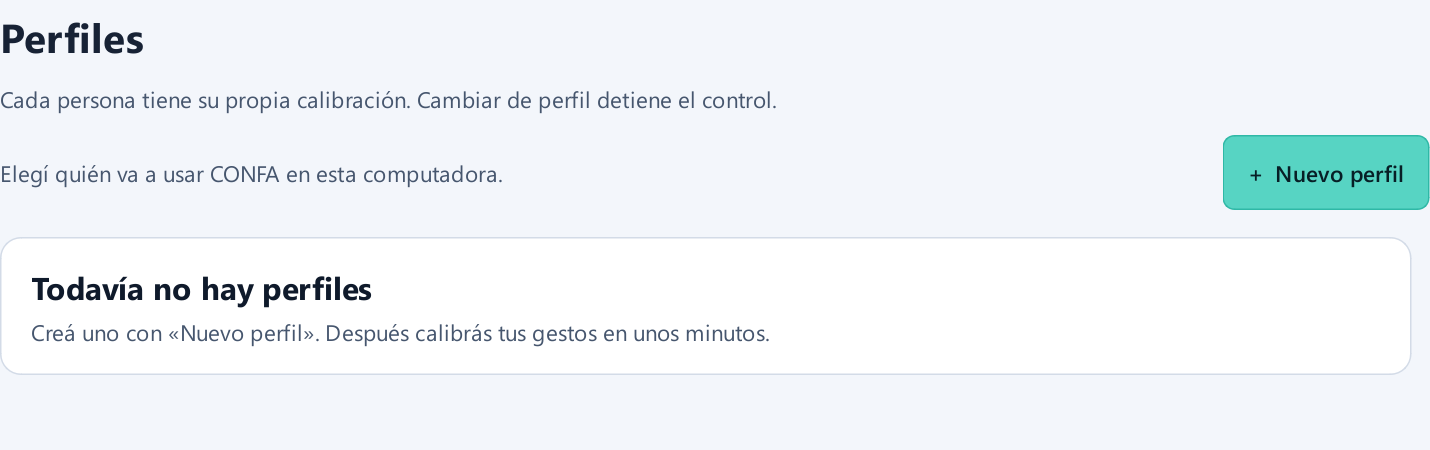 Perfiles
Cada persona tiene su propia calibración. Cambiar de perfil detiene el control.
Elegí quién va a usar CONFA en esta computadora.
+ Nuevo perfil
Todavía no hay perfiles
Creá uno con «Nuevo perfil». Después calibrás tus gestos en unos minutos.